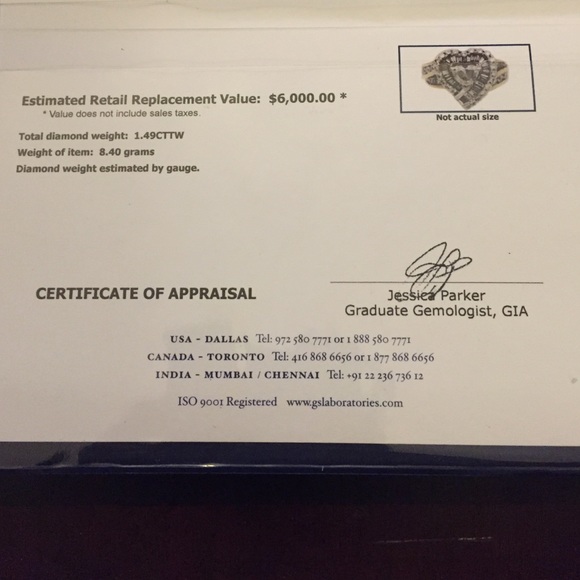 Estimated Retail Replacement Value: $6,000.00 *
* Value does not include sales taxes.
Not actual size
Total diamond weight: 1.49CTTW
Weight of item: 8.40 grams
Diamond weight estimated by gauge.
CERTIFICATE OF APPRAISAL
Jessica Parker
Graduate Gemologist, GIA
USA - DALLAS Tel: 972 580 7771 or 1 888 580 7771
CANADA - TORONTO Tel: 416 868 6656 or 1 877 868 6656
INDIA - MUMBAI / CHENNAI Tel: +91 22 236 736 12
ISO 9001 Registered www.gslaboratories.com